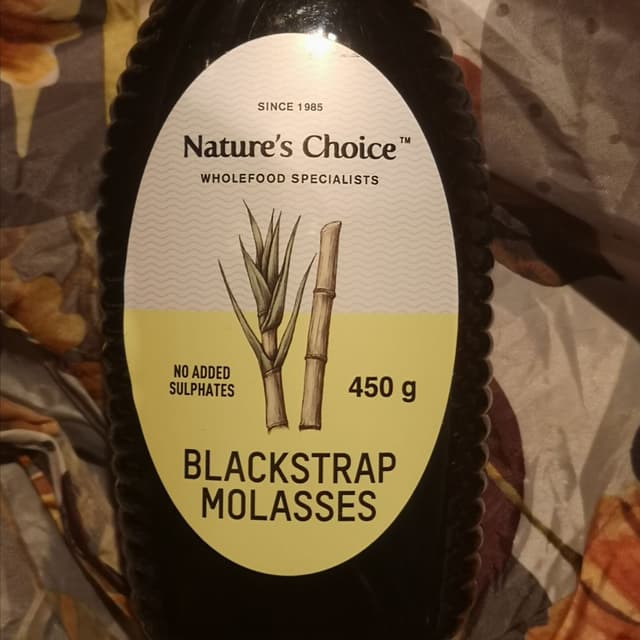 SINCE 1985
Nature's Choice™
WHOLEFOOD SPECIALISTS
NO ADDED
SULPHATES
450 g
BLACKSTRAP
MOLASSES